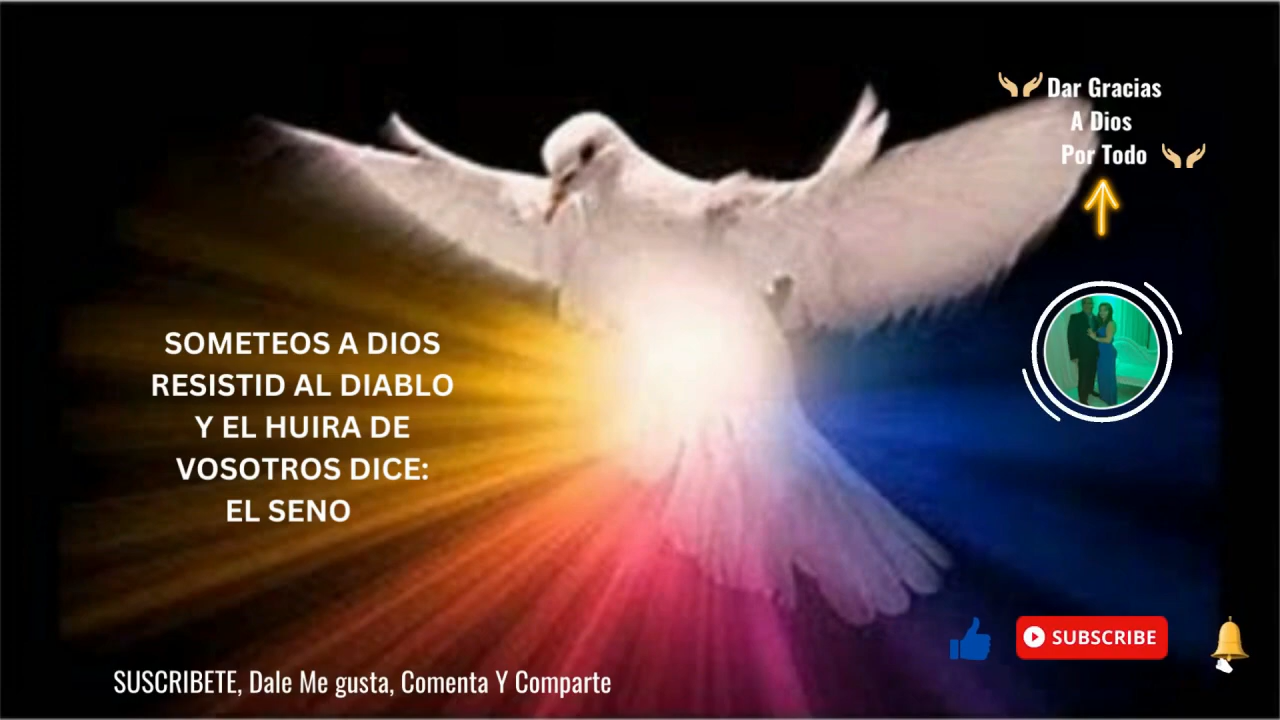 Dar Gracias
A Dios
Por Todo
SOMETEOS A DIOS
RESISTID AL DIABLO
Y EL HUIRA DE
VOSOTROS DICE:
EL SENO
SUBSCRIBE
SUSCRIBETE, Dale Me gusta, Comenta Y Comparte